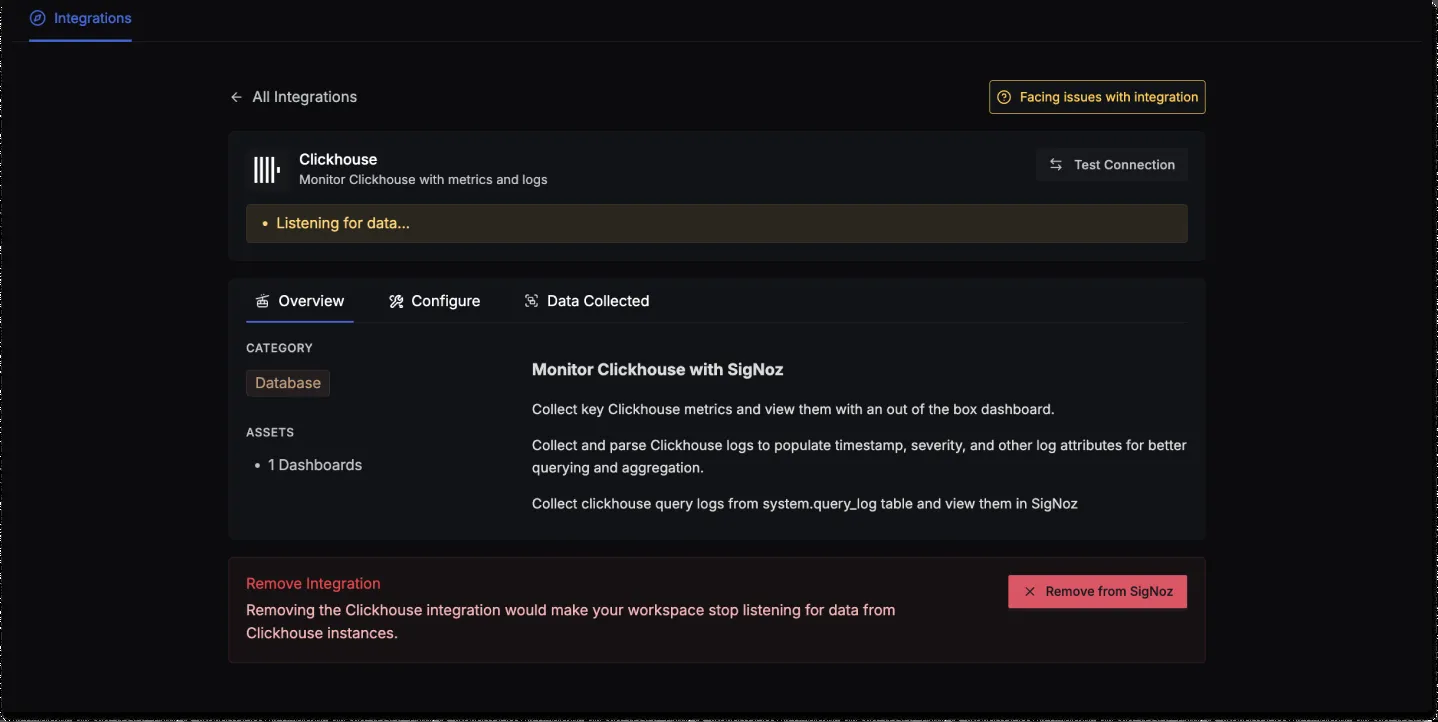 Integrations
All Integrations
Facing issues with integration
Clickhouse
Monitor Clickhouse with metrics and logs
Test Connection
• Listening for data...
Overview
Configure
Data Collected
CATEGORY
Database
ASSETS
• 1 Dashboards
Monitor Clickhouse with SigNoz
Collect key Clickhouse metrics and view them with an out of the box dashboard.
Collect and parse Clickhouse logs to populate timestamp, severity, and other log attributes for better
querying and aggregation.
Collect clickhouse query logs from system.query_log table and view them in SigNoz
Remove Integration
Removing the Clickhouse integration would make your workspace stop listening for data from
Clickhouse instances.
Remove from SigNoz